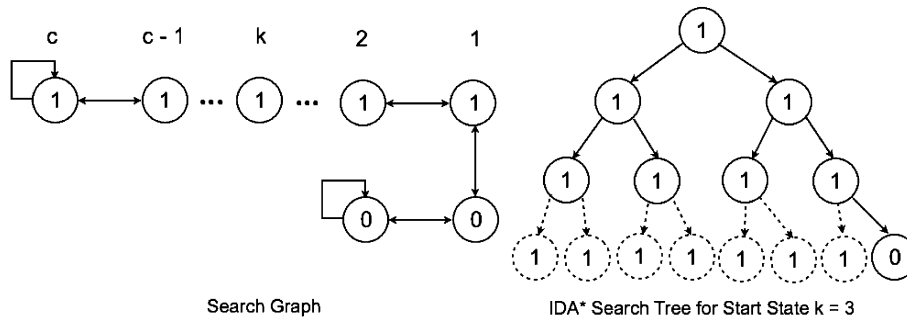 c c - 1 k 2 1
1 1 ... 1 ... 1 1
0 0
Search Graph
1
1 1
1 1 1 1
1 1 1 1 1 1 1 0
IDA* Search Tree for Start State k = 3